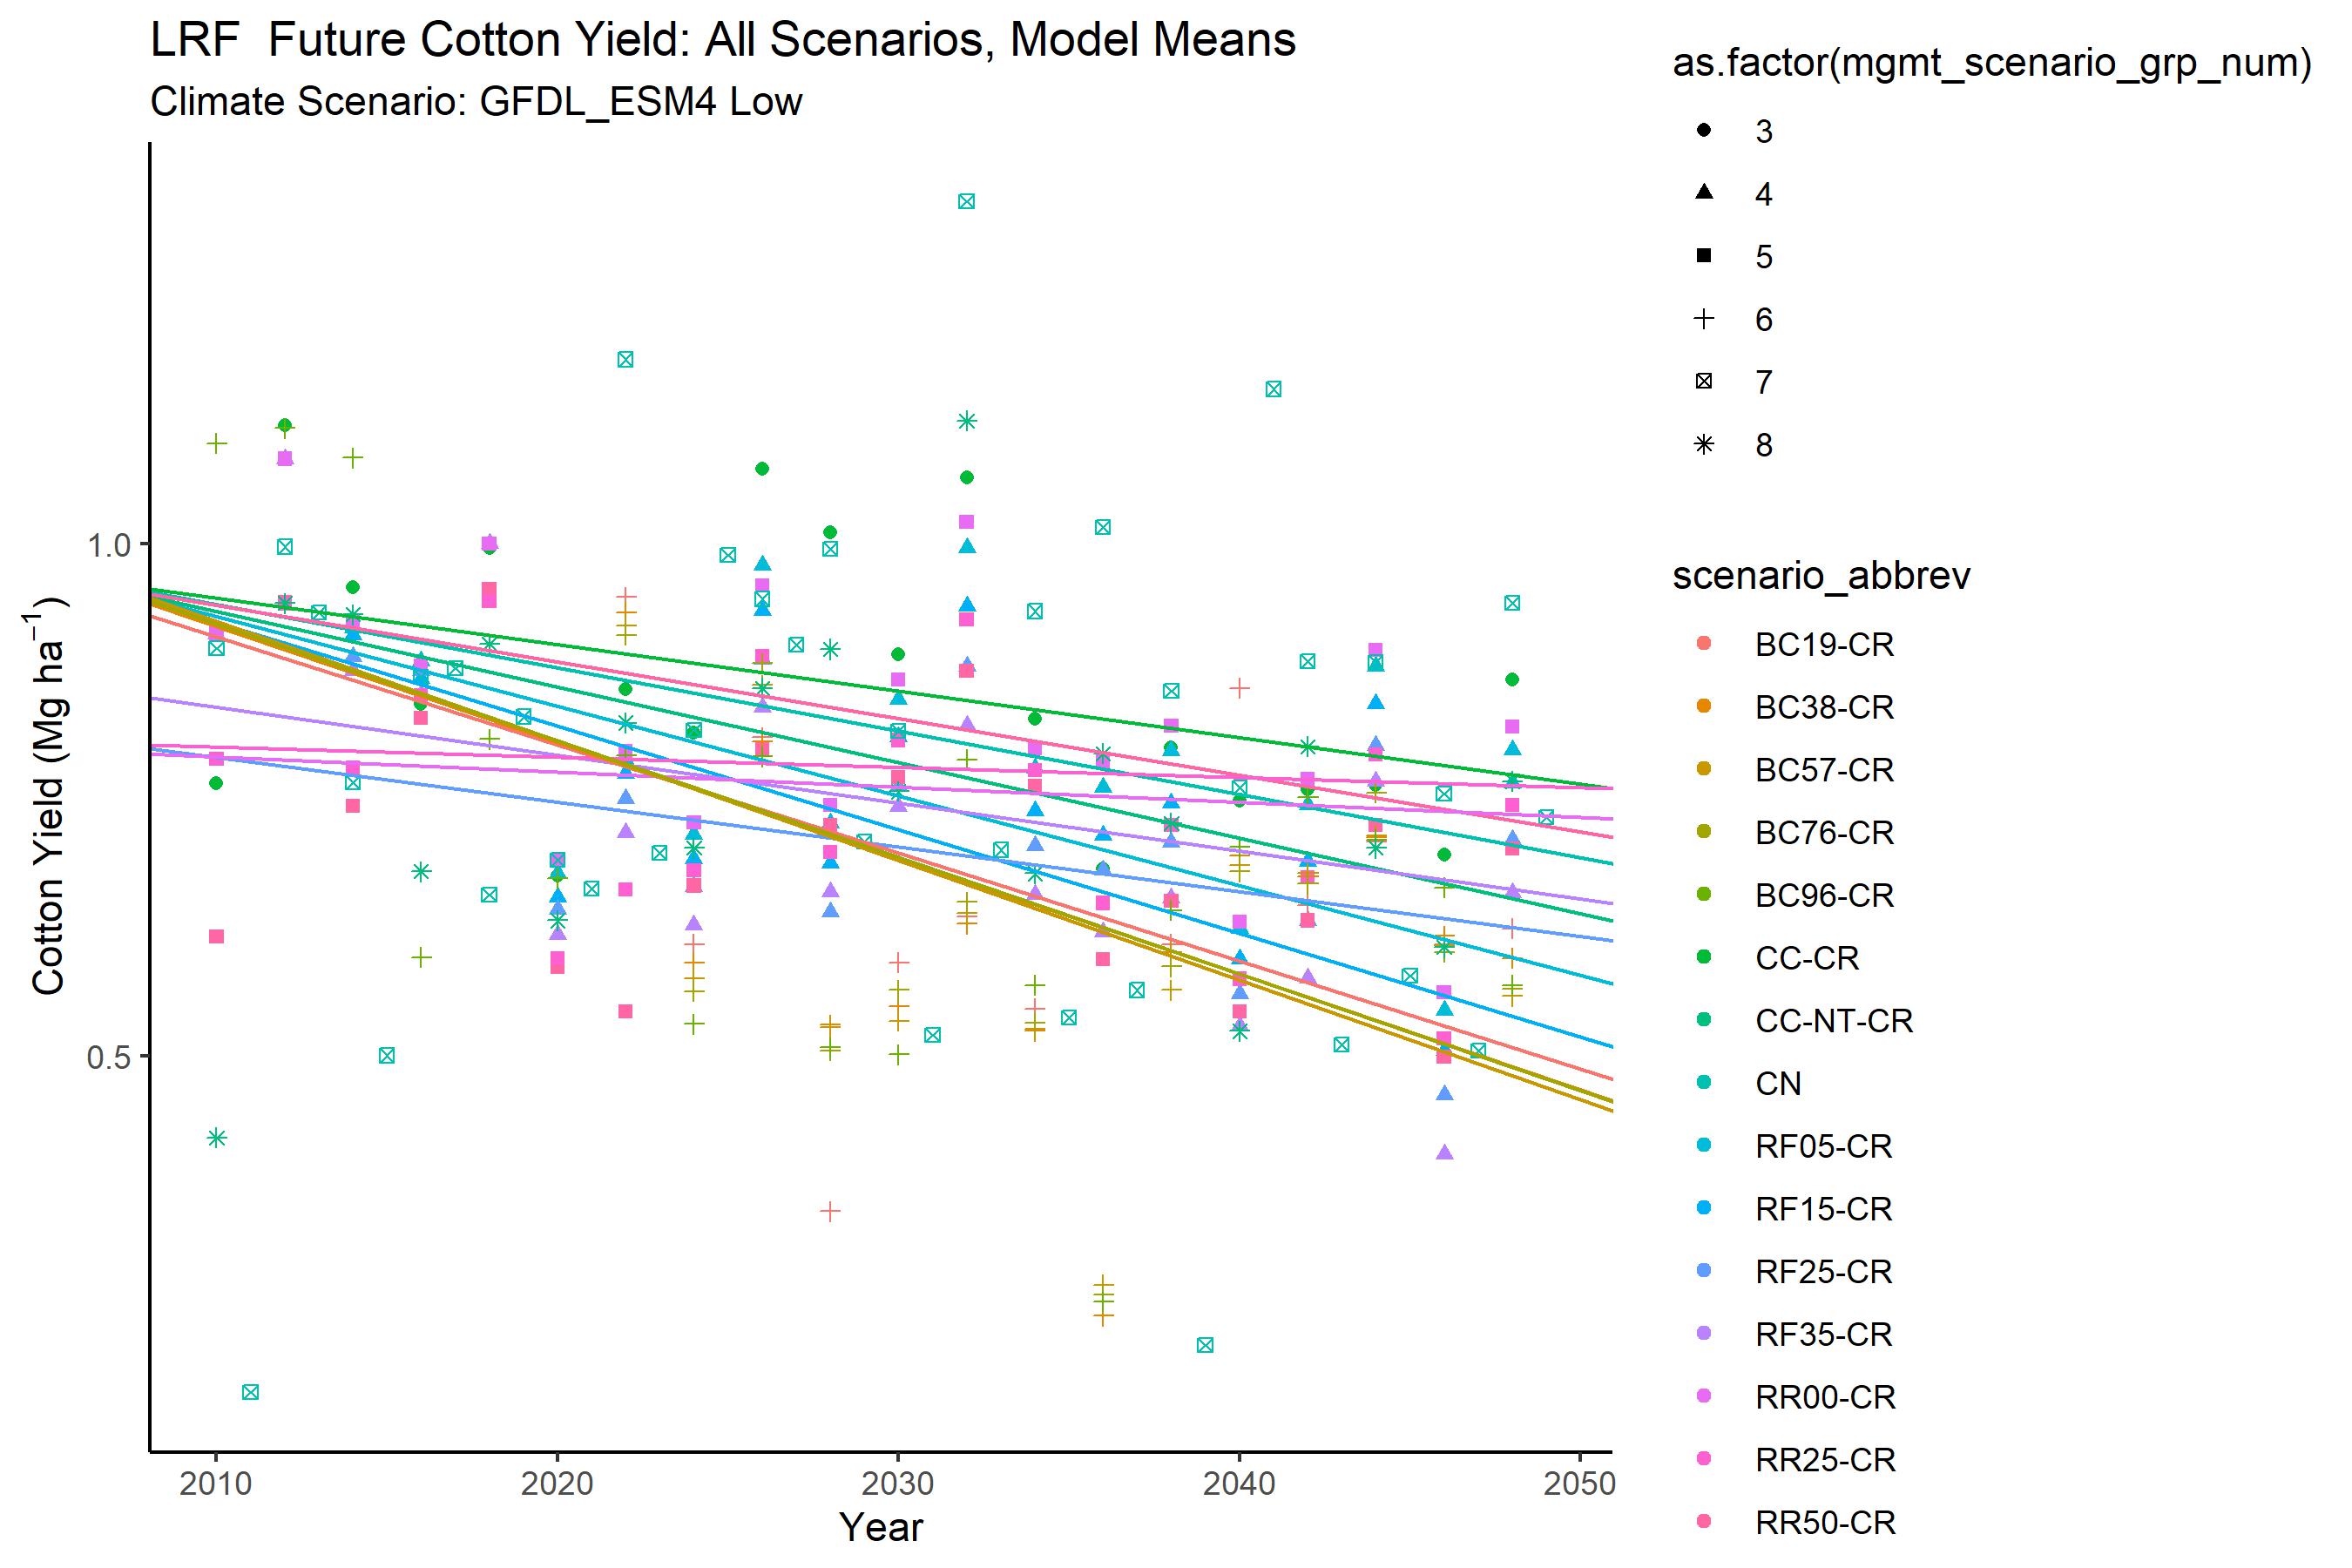 LRF  Future Cotton Yield: All Scenarios, Model Means
Climate Scenario: GFDL_ESM4 Low
Cotton Yield (Mg ha⁻¹)
1.0
0.5
2010
2020
2030
2040
2050
Year
as.factor(mgmt_scenario_grp_num)
3
4
5
6
7
8
scenario_abbrev
BC19-CR
BC38-CR
BC57-CR
BC76-CR
BC96-CR
CC-CR
CC-NT-CR
CN
RF05-CR
RF15-CR
RF25-CR
RF35-CR
RR00-CR
RR25-CR
RR50-CR